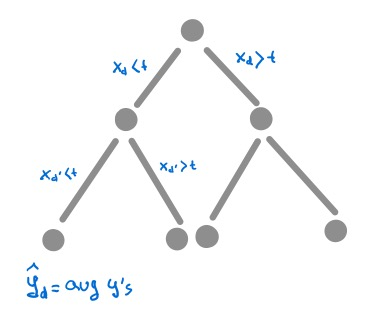 x_d < t
x_d > t
x_d' < t
x_d' > t
ŷ_d = avg y's